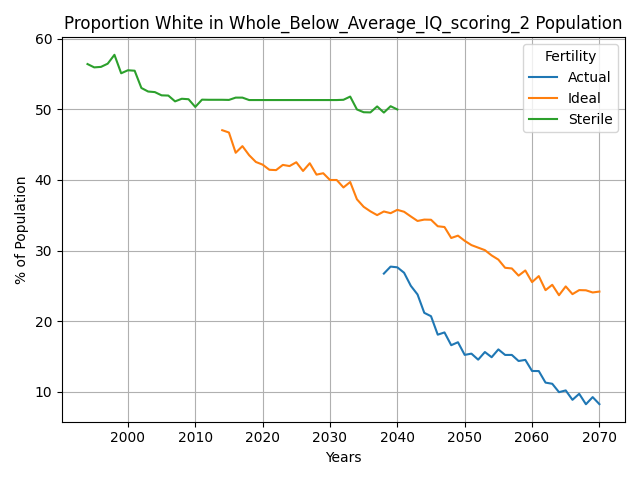 Proportion White in Whole_Below_Average_IQ_scoring_2 Population
Fertility
Actual
Ideal
Sterile
% of Population
60
50
40
30
20
10
2000 2010 2020 2030 2040 2050 2060 2070
Years